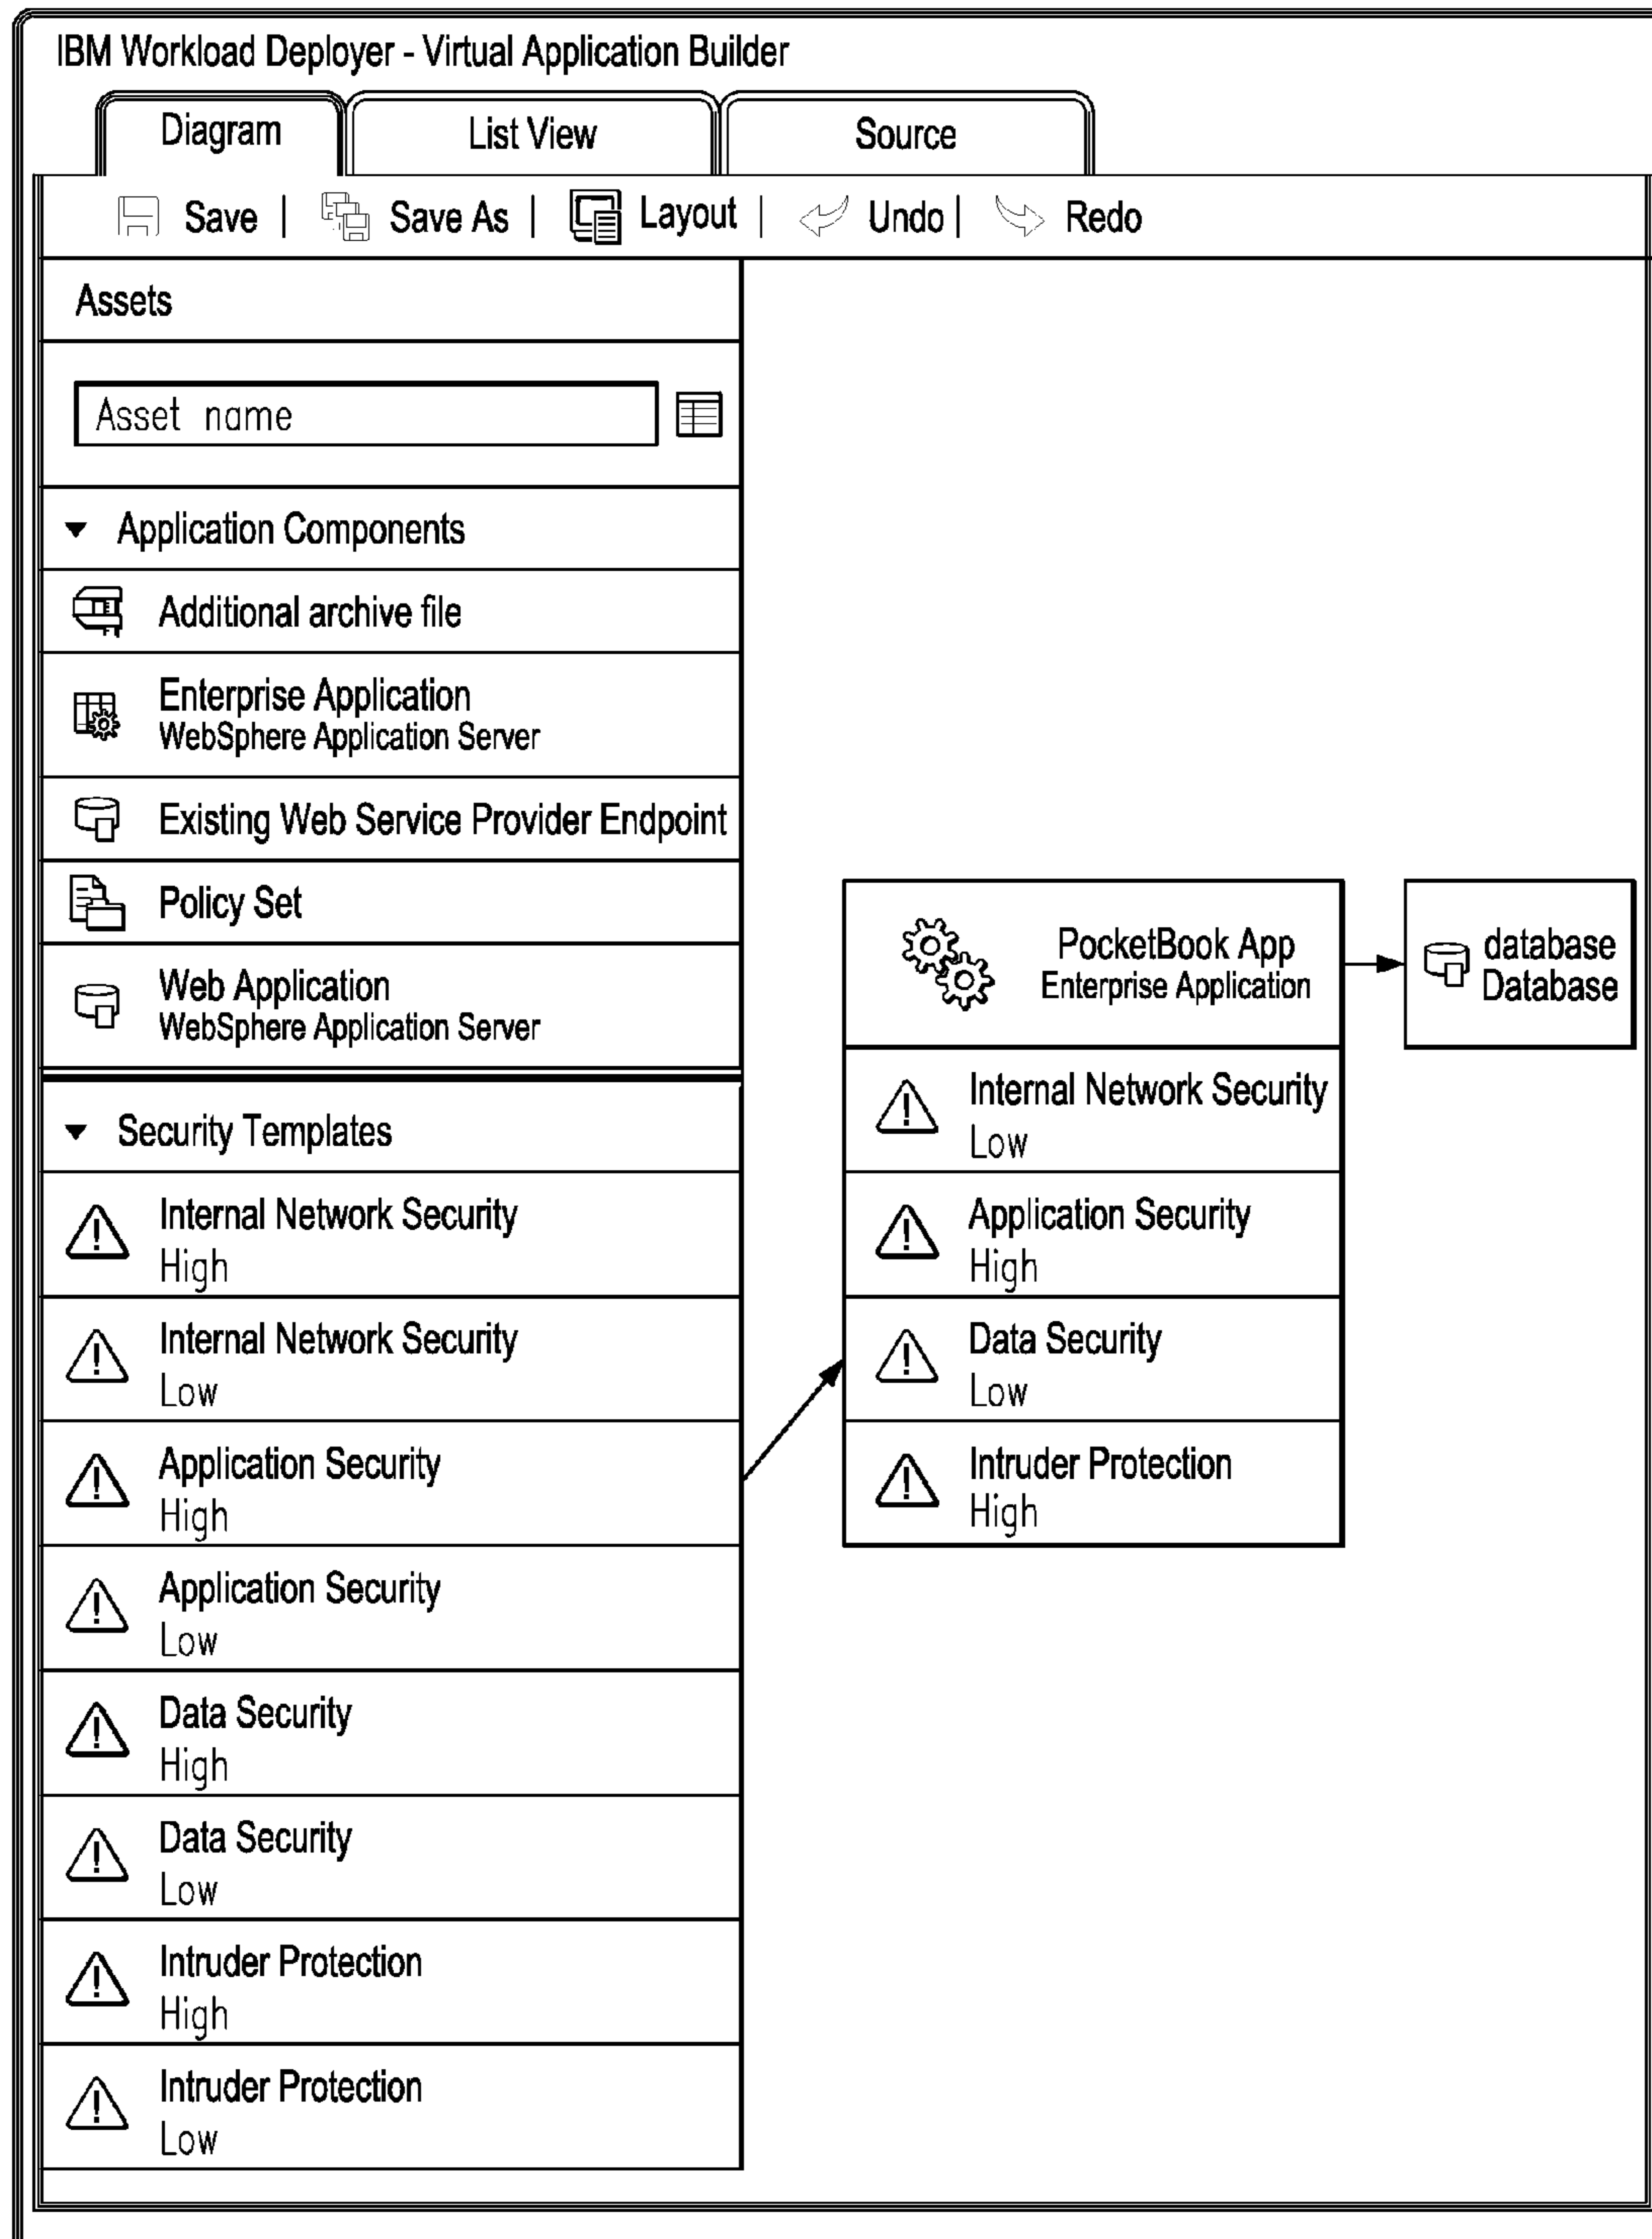 IBM Workload Deployer - Virtual Application Builder
Diagram
List View
Source
Save | Save As | Layout | Undo | Redo
Assets
Asset name
Application Components
Additional archive file
Enterprise Application
WebSphere Application Server
Existing Web Service Provider Endpoint
Policy Set
Web Application
WebSphere Application Server
Security Templates
Internal Network Security
High
Internal Network Security
Low
Application Security
High
Application Security
Low
Data Security
High
Data Security
Low
Intruder Protection
High
Intruder Protection
Low
PocketBook App
Enterprise Application
Internal Network Security
Low
Application Security
High
Data Security
Low
Intruder Protection
High
database
Database